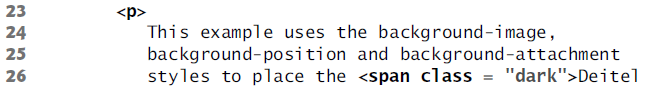 23 <p>
24 This example uses the background-image,
25 background-position and background-attachment
26 styles to place the <span class = "dark">Deitel